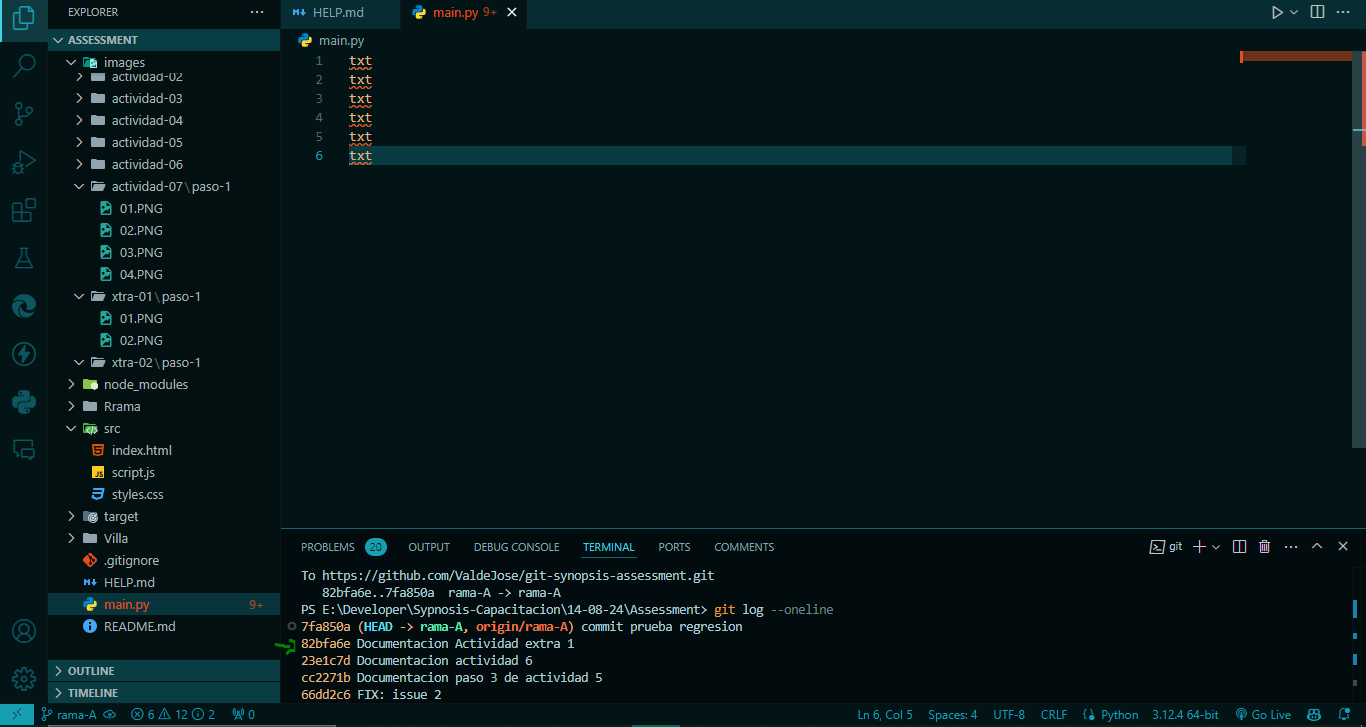 EXPLORER
ASSESSMENT
images
actividad-02
actividad-03
actividad-04
actividad-05
actividad-06
actividad-07\paso-1
01.PNG
02.PNG
03.PNG
04.PNG
xtra-01\paso-1
01.PNG
02.PNG
xtra-02\paso-1
node_modules
Rrama
src
index.html
script.js
styles.css
target
Villa
.gitignore
HELP.md
main.py 9+
README.md
OUTLINE
TIMELINE
HELP.md
main.py 9+
main.py
1 txt
2 txt
3 txt
4 txt
5 txt
6 txt
PROBLEMS 20 OUTPUT DEBUG CONSOLE TERMINAL PORTS COMMENTS
git
To https://github.com/ValdeJose/git-synopsis-assessment.git
82bfa6e..7fa850a rama-A -> rama-A
PS E:\Developer\Sypnosis-Capacitacion\14-08-24\Assessment> git log --oneline
7fa850a (HEAD -> rama-A, origin/rama-A) commit prueba regresion
82bfa6e Documentacion Actividad extra 1
23e1c7d Documentacion actividad 6
cc2271b Documentacion paso 3 de actividad 5
66dd2c6 FIX: issue 2
rama-A 6 12 2 0 Ln 6, Col 5 Spaces: 4 UTF-8 CRLF Python 3.12.4 64-bit Go Live